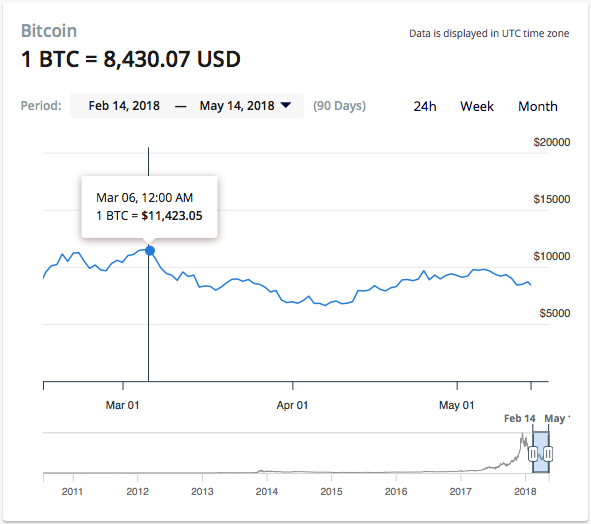 Bitcoin
Data is displayed in UTC time zone
1 BTC = 8,430.07 USD
Period: Feb 14, 2018 — May 14, 2018 (90 Days) 24h Week Month
$20000
Mar 06, 12:00 AM
1 BTC = $11,423.05
$15000
$10000
$5000
Mar 01 Apr 01 May 01
Feb 14 May
2011 2012 2013 2014 2015 2016 2017 2018